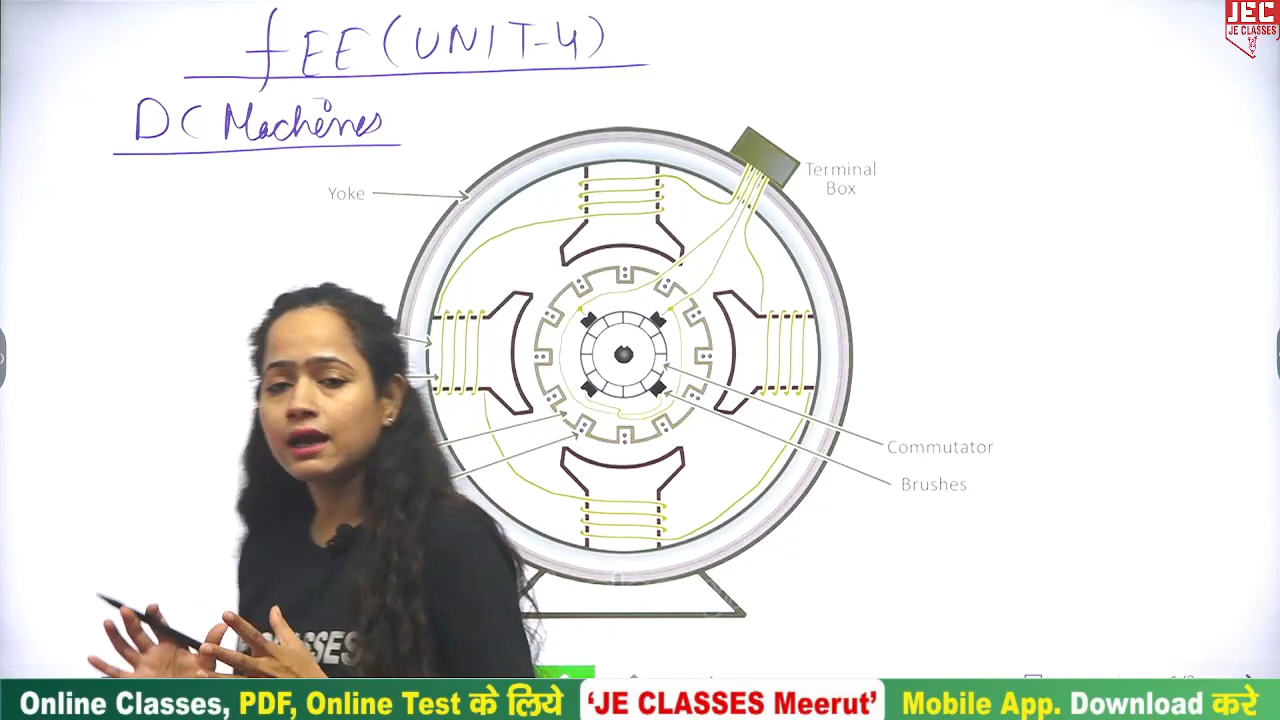 fEE (UNIT-4)
DC Machines
JEC
JE CLASSES
Yoke
Terminal
Box
Commutator
Brushes
Online Classes, PDF, Online Test के लिये 'JE CLASSES Meerut' Mobile App. Download करे